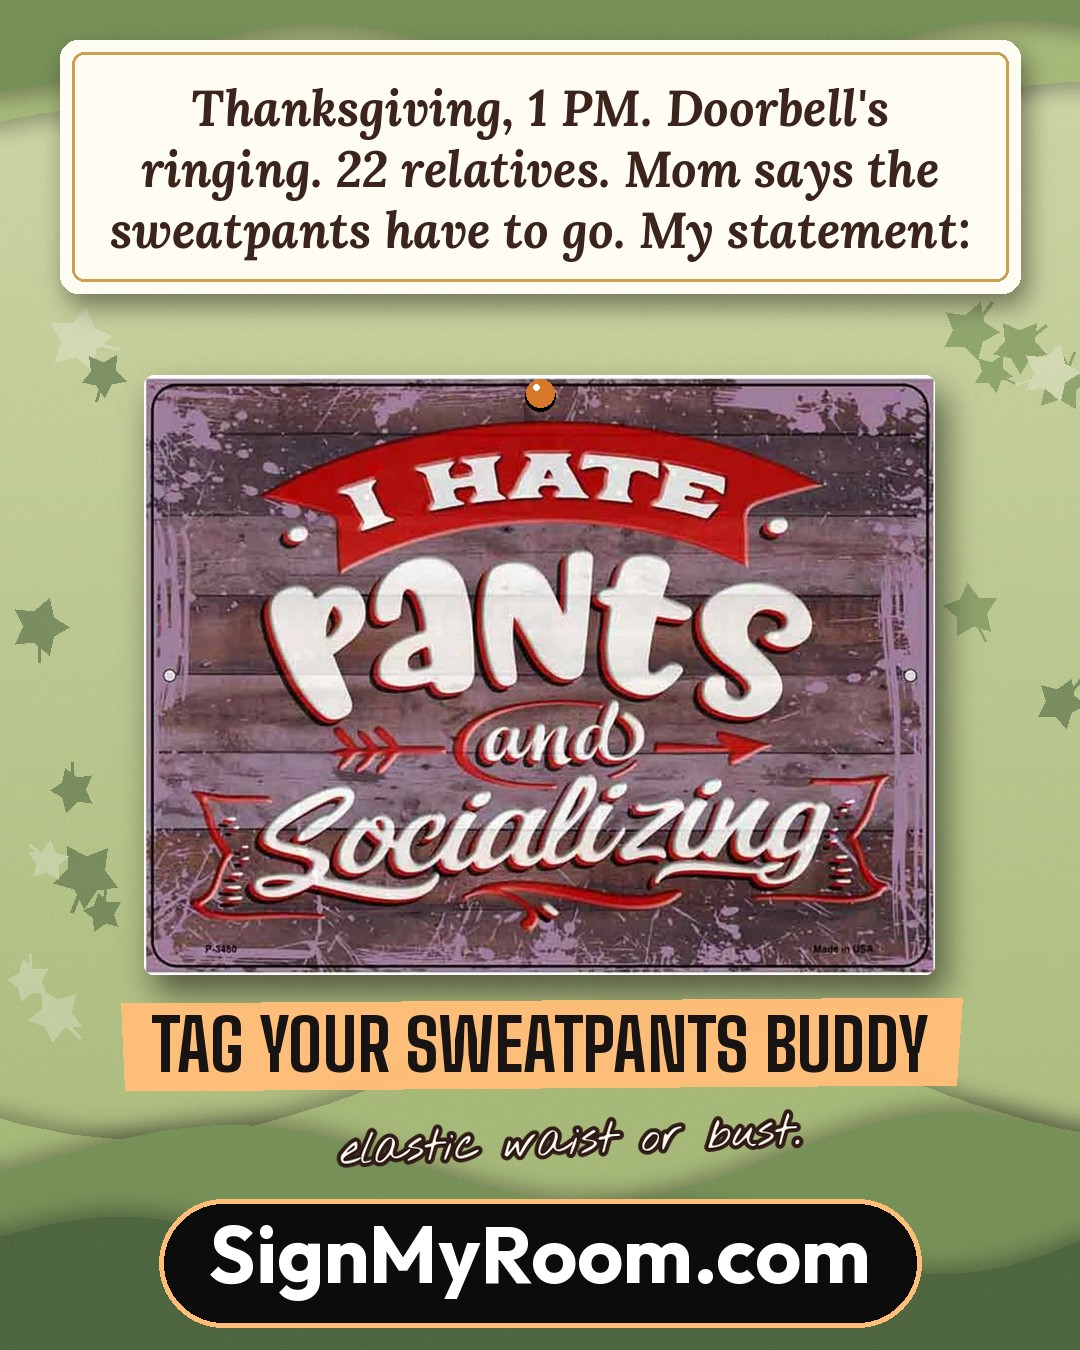 Thanksgiving, 1 PM. Doorbell's
ringing. 22 relatives. Mom says the
sweatpants have to go. My statement:
I HATE
PANTS
and
Socializing
P-3480
Made in USA
TAG YOUR SWEATPANTS BUDDY
elastic waist or bust.
SignMyRoom.com